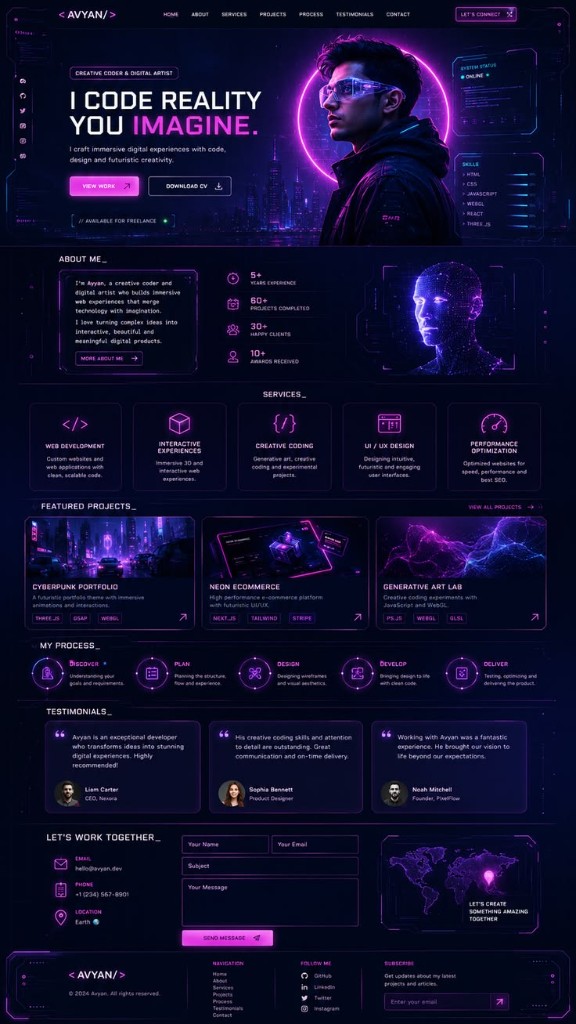 < AVYAN/ >
HOME
ABOUT
SERVICES
PROJECTS
PROCESS
TESTIMONIALS
CONTACT
LET'S CONNECT
CREATIVE CODER & DIGITAL ARTIST
I CODE REALITY
YOU IMAGINE.
I craft immersive digital experiences with code,
design and futuristic creativity.
VIEW WORK
DOWNLOAD CV
// AVAILABLE FOR FREELANCE
SYSTEM STATUS
ONLINE
SKILLS
> HTML
> CSS
> JAVASCRIPT
> WEBGL
> REACT
> THREE.JS
ABOUT ME_
I'm Avyan, a creative coder and
digital artist who builds immersive
web experiences that merge
technology with imagination.
I love turning complex ideas into
interactive, beautiful and
meaningful digital products.
MORE ABOUT ME
5+
YEARS EXPERIENCE
60+
PROJECTS COMPLETED
30+
HAPPY CLIENTS
10+
AWARDS RECEIVED
SERVICES_
</>
WEB DEVELOPMENT
Custom websites and
web applications with
clean, scalable code.
INTERACTIVE
EXPERIENCES
Immersive 3D and
interactive web
experiences.
{/}
CREATIVE CODING
Generative art, creative
coding and experimental
projects.
UI / UX DESIGN
Designing intuitive,
futuristic and engaging
user interfaces.
PERFORMANCE
OPTIMIZATION
Optimized websites for
speed, performance and
best SEO.
FEATURED PROJECTS_
VIEW ALL PROJECTS
CYBERPUNK PORTFOLIO
A futuristic portfolio theme with immersive
animations and interactions.
THREE.JS
GSAP
WEBGL
NEON ECOMMERCE
High performance e-commerce platform
with futuristic UI/UX.
NEXT.JS
TAILWIND
STRIPE
GENERATIVE ART LAB
Creative coding experiments with
JavaScript and WebGL.
P5.JS
WEBGL
GLSL
MY PROCESS_
DISCOVER
Understanding your
goals and requirements.
PLAN
Planning the structure,
flow and experience.
DESIGN
Designing wireframes
and visual aesthetics.
DEVELOP
Bringing design to life
with clean code.
DELIVER
Testing, optimizing and
delivering the product.
TESTIMONIALS_
Avyan is an exceptional developer
who transforms ideas into stunning
digital experiences. Highly
recommended!
Liam Carter
CEO, Nexora
His creative coding skills and attention
to detail are outstanding. Great
communication and on-time delivery.
Sophia Bennett
Product Designer
Working with Avyan was a fantastic
experience. He brought our vision to
life beyond our expectations.
Noah Mitchell
Founder, PixelFlow
LET'S WORK TOGETHER_
EMAIL
hello@avyan.dev
PHONE
+1 (234) 567-8901
LOCATION
Earth
Your Name
Your Email
Subject
Your Message
SEND MESSAGE
LET'S CREATE
SOMETHING AMAZING
TOGETHER
< AVYAN/ >
© 2024 Avyan. All rights reserved.
NAVIGATION
Home
About
Services
Projects
Process
Testimonials
Contact
FOLLOW ME
GitHub
LinkedIn
Twitter
Instagram
SUBSCRIBE
Get updates about my latest
projects and articles.
Enter your email